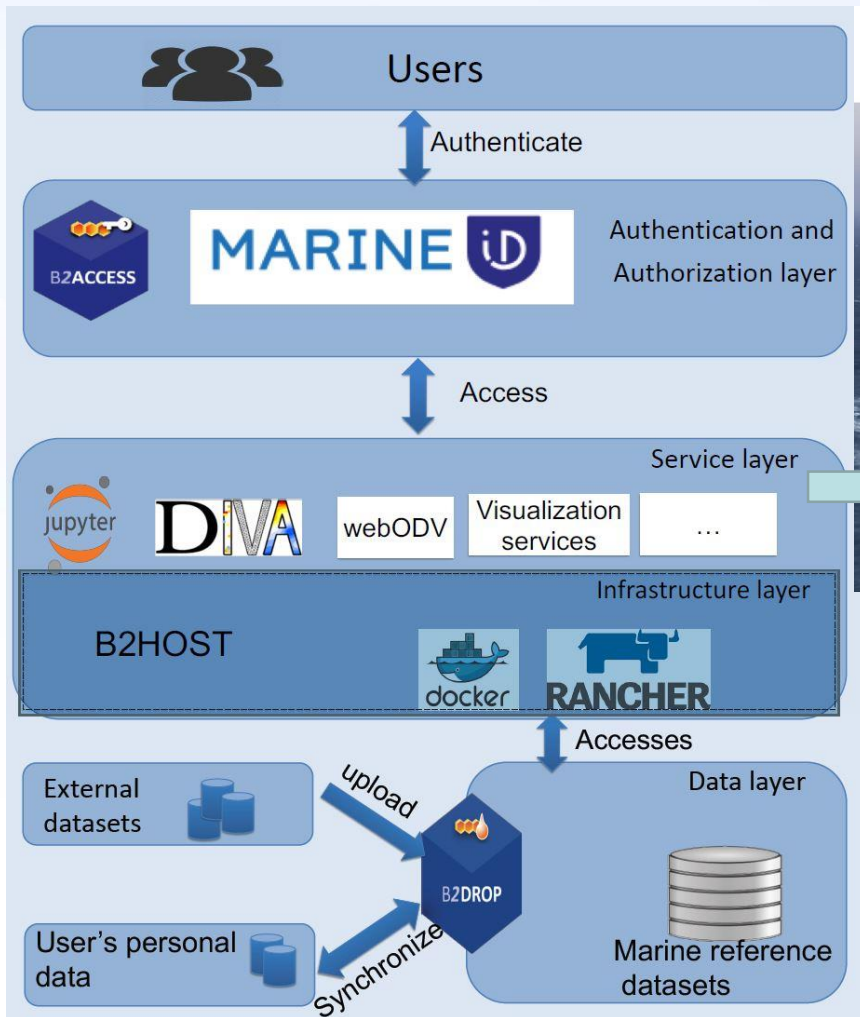 Users
Authenticate
B2ACCESS
MARINE iD
Authentication and
Authorization layer
Access
Service layer
jupyter
DIVA
webODV
Visualization
services
...
Infrastructure layer
B2HOST
docker
RANCHER
Accesses
External
datasets
upload
Data layer
B2DROP
User's personal
data
Synchronize
Marine reference
datasets